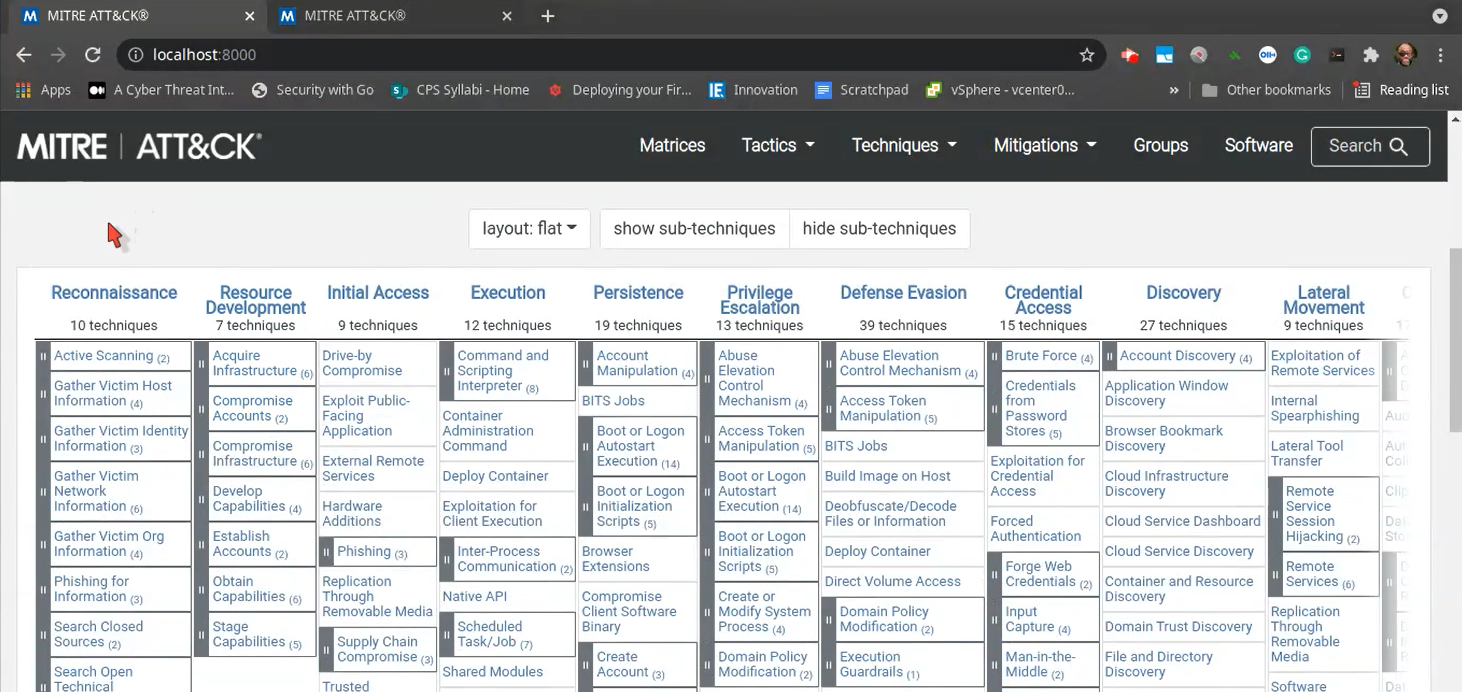 MITRE ATT&CK®
MITRE ATT&CK®
localhost:8000
Apps
A Cyber Threat Int...
Security with Go
CPS Syllabi - Home
Deploying your Fir...
Innovation
Scratchpad
vSphere - vcenter0...
»
Other bookmarks
Reading list
MITRE | ATT&CK®
Matrices
Tactics
Techniques
Mitigations
Groups
Software
Search
layout: flat
show sub-techniques
hide sub-techniques
Reconnaissance
10 techniques
Active Scanning (2)
Gather Victim Host
Information (4)
Gather Victim Identity
Information (3)
Gather Victim
Network
Information (6)
Gather Victim Org
Information (4)
Phishing for
Information (3)
Search Closed
Sources (2)
Search Open
Technical
Resource
Development
7 techniques
Acquire
Infrastructure (6)
Compromise
Accounts (2)
Compromise
Infrastructure (6)
Develop
Capabilities (4)
Establish
Accounts (2)
Obtain
Capabilities (6)
Stage
Capabilities (5)
Initial Access
9 techniques
Drive-by
Compromise
Exploit Public-
Facing
Application
External Remote
Services
Hardware
Additions
Phishing (3)
Replication
Through
Removable Media
Supply Chain
Compromise (3)
Trusted
Execution
12 techniques
Command and
Scripting
Interpreter (8)
Container
Administration
Command
Deploy Container
Exploitation for
Client Execution
Inter-Process
Communication (2)
Native API
Scheduled
Task/Job (7)
Shared Modules
Persistence
19 techniques
Account
Manipulation (4)
BITS Jobs
Boot or Logon
Autostart
Execution (14)
Boot or Logon
Initialization
Scripts (5)
Browser
Extensions
Compromise
Client Software
Binary
Create
Account (3)
Privilege
Escalation
13 techniques
Abuse
Elevation
Control
Mechanism (4)
Access Token
Manipulation (5)
Boot or Logon
Autostart
Execution (14)
Boot or Logon
Initialization
Scripts (5)
Create or
Modify System
Process (4)
Domain Policy
Modification (2)
Defense Evasion
39 techniques
Abuse Elevation
Control Mechanism (4)
Access Token
Manipulation (5)
BITS Jobs
Build Image on Host
Deobfuscate/Decode
Files or Information
Deploy Container
Direct Volume Access
Domain Policy
Modification (2)
Execution
Guardrails (1)
Credential
Access
15 techniques
Brute Force (4)
Credentials
from
Password
Stores (5)
Exploitation for
Credential
Access
Forced
Authentication
Forge Web
Credentials (2)
Input
Capture (4)
Man-in-the-
Middle (2)
Discovery
27 techniques
Account Discovery (4)
Application Window
Discovery
Browser Bookmark
Discovery
Cloud Infrastructure
Discovery
Cloud Service Dashboard
Cloud Service Discovery
Container and Resource
Discovery
Domain Trust Discovery
File and Directory
Discovery
Lateral
Movement
9 techniques
Exploitation of
Remote Services
Internal
Spearphishing
Lateral Tool
Transfer
Remote
Service
Session
Hijacking (2)
Remote
Services (6)
Replication
Through
Removable
Media
Software